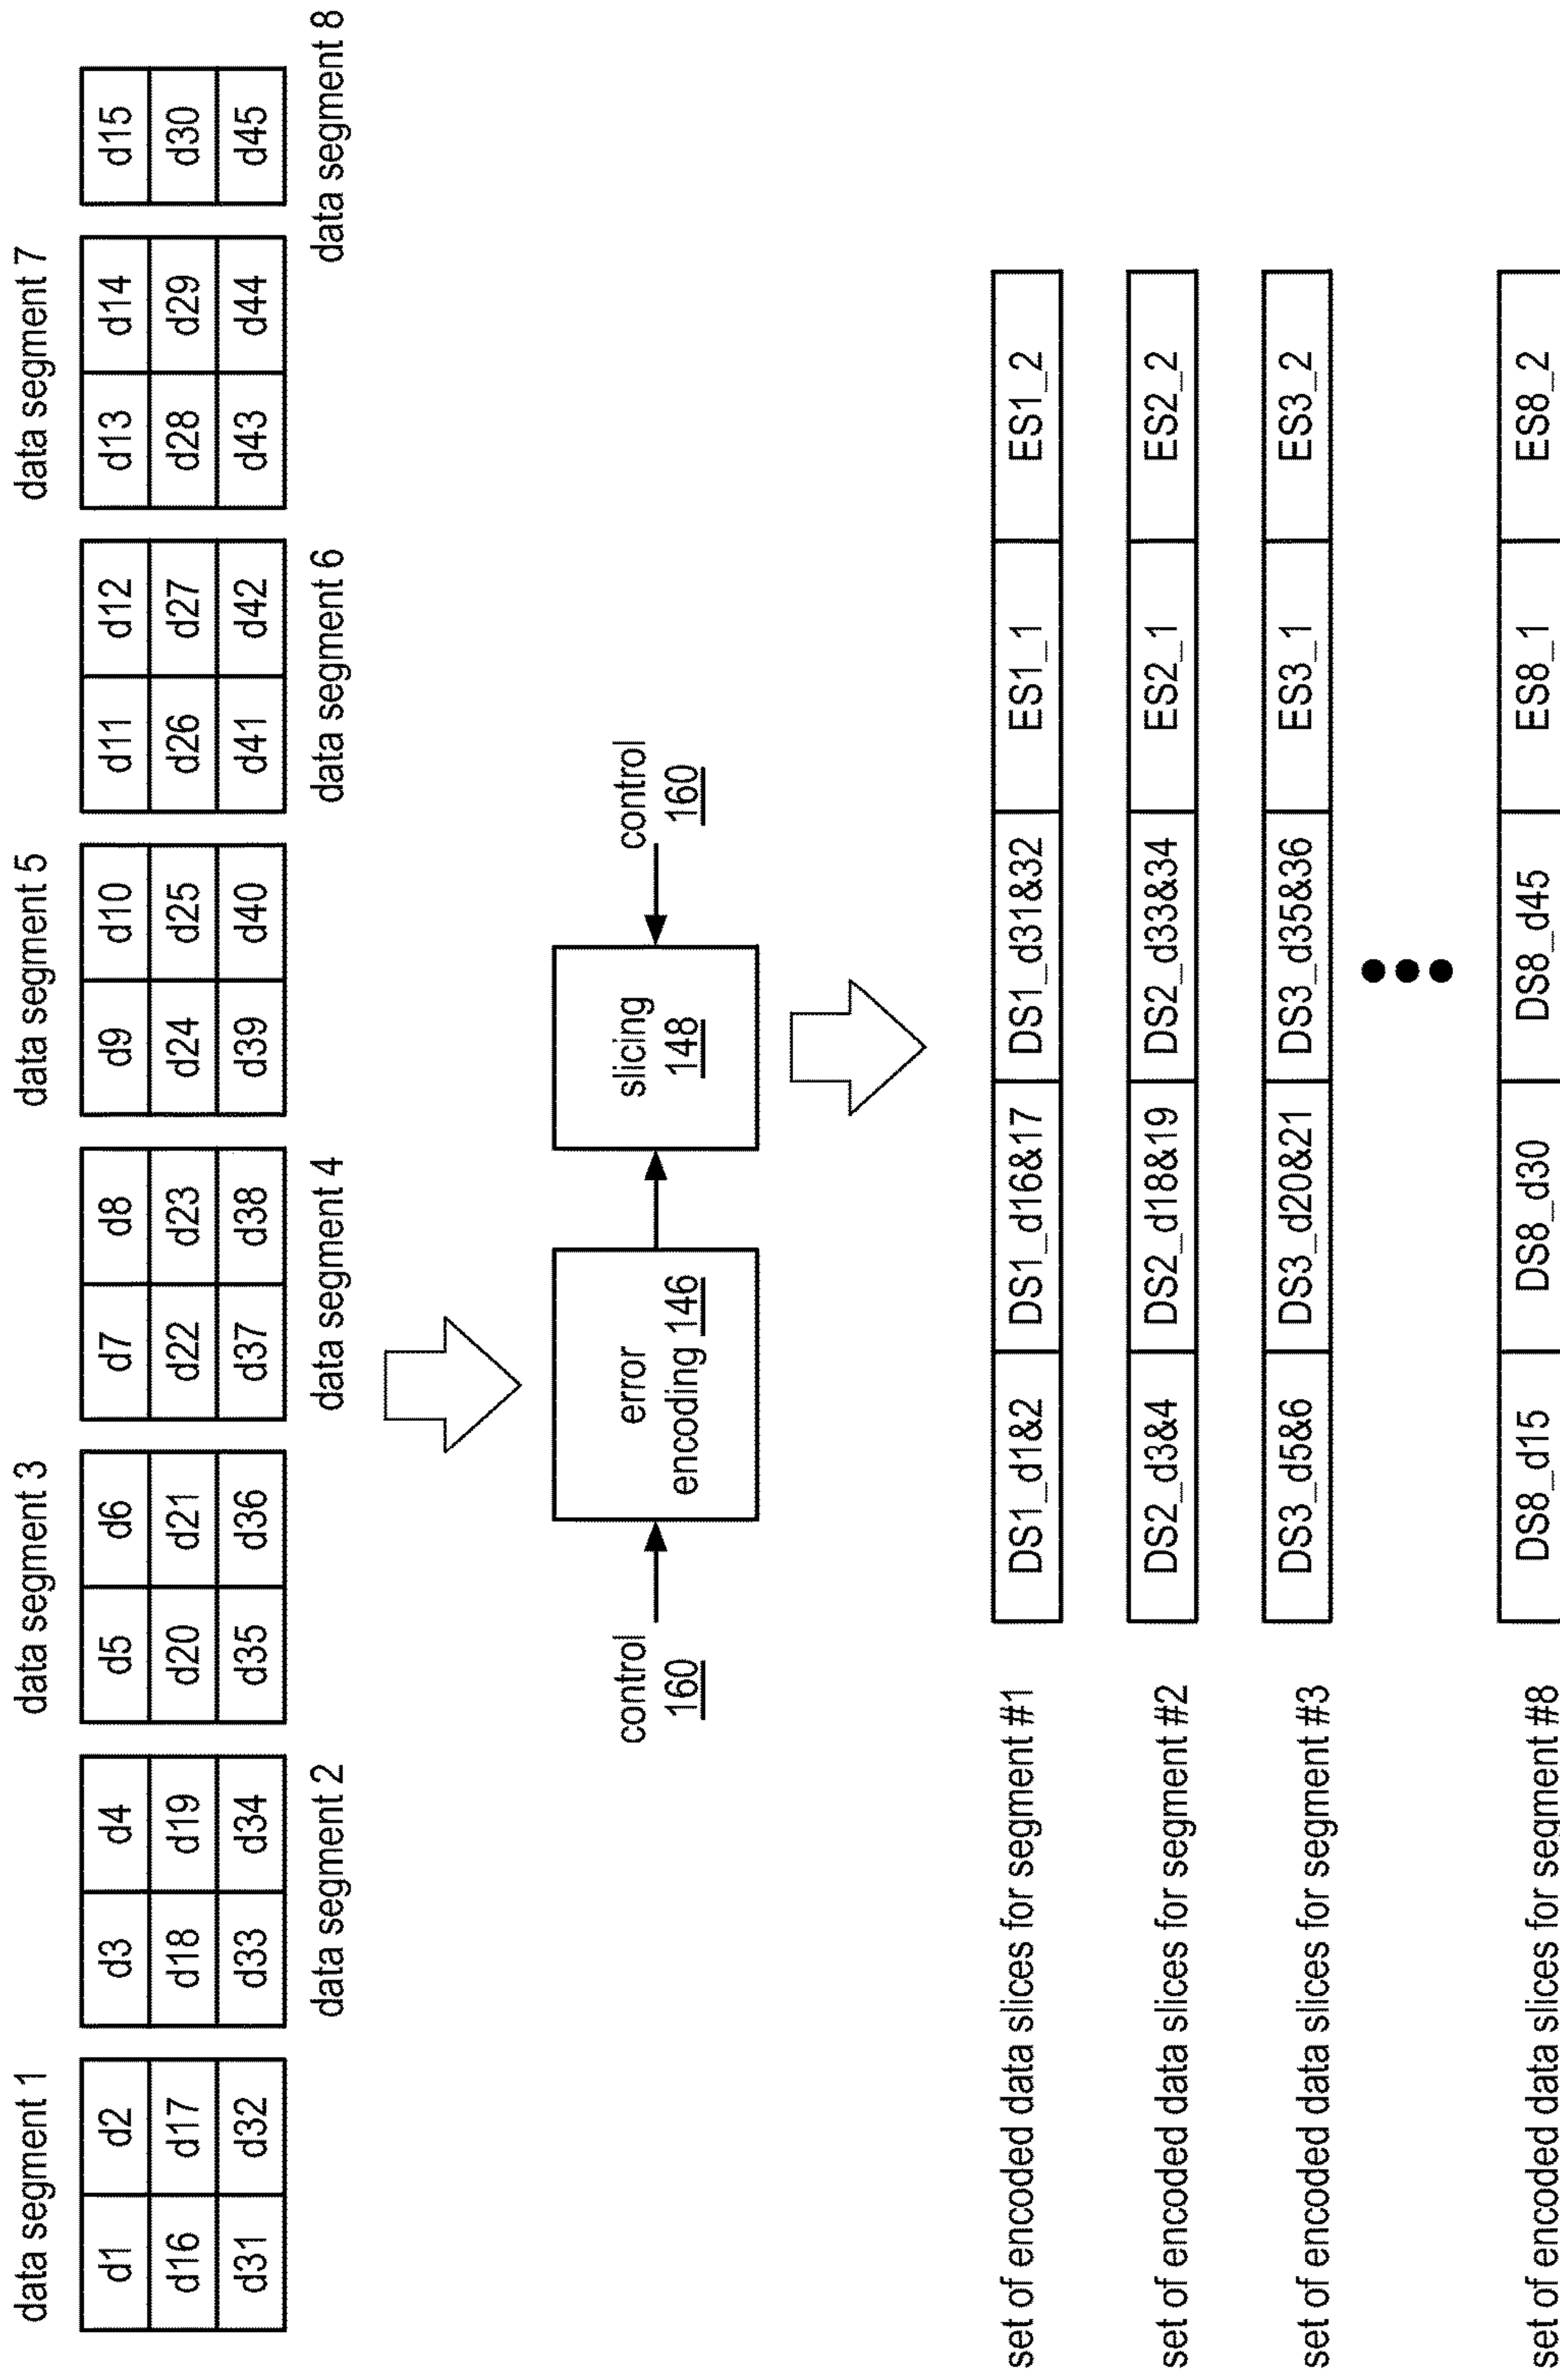 data segment 1
data segment 3
data segment 5
data segment 7
d1 d2 d3 d4 d5 d6 d7 d8 d9 d10 d11 d12 d13 d14 d15
d16 d17 d18 d19 d20 d21 d22 d23 d24 d25 d26 d27 d28 d29 d30
d31 d32 d33 d34 d35 d36 d37 d38 d39 d40 d41 d42 d43 d44 d45
data segment 2
data segment 4
data segment 6
data segment 8
control
160
error
encoding 146
slicing
148
control
160
set of encoded data slices for segment #1 DS1_d1&2 DS1_d16&17 DS1_d31&32 ES1_1 ES1_2
set of encoded data slices for segment #2 DS2_d3&4 DS2_d18&19 DS2_d33&34 ES2_1 ES2_2
set of encoded data slices for segment #3 DS3_d5&6 DS3_d20&21 DS3_d35&36 ES3_1 ES3_2
set of encoded data slices for segment #8 DS8_d15 DS8_d30 DS8_d45 ES8_1 ES8_2